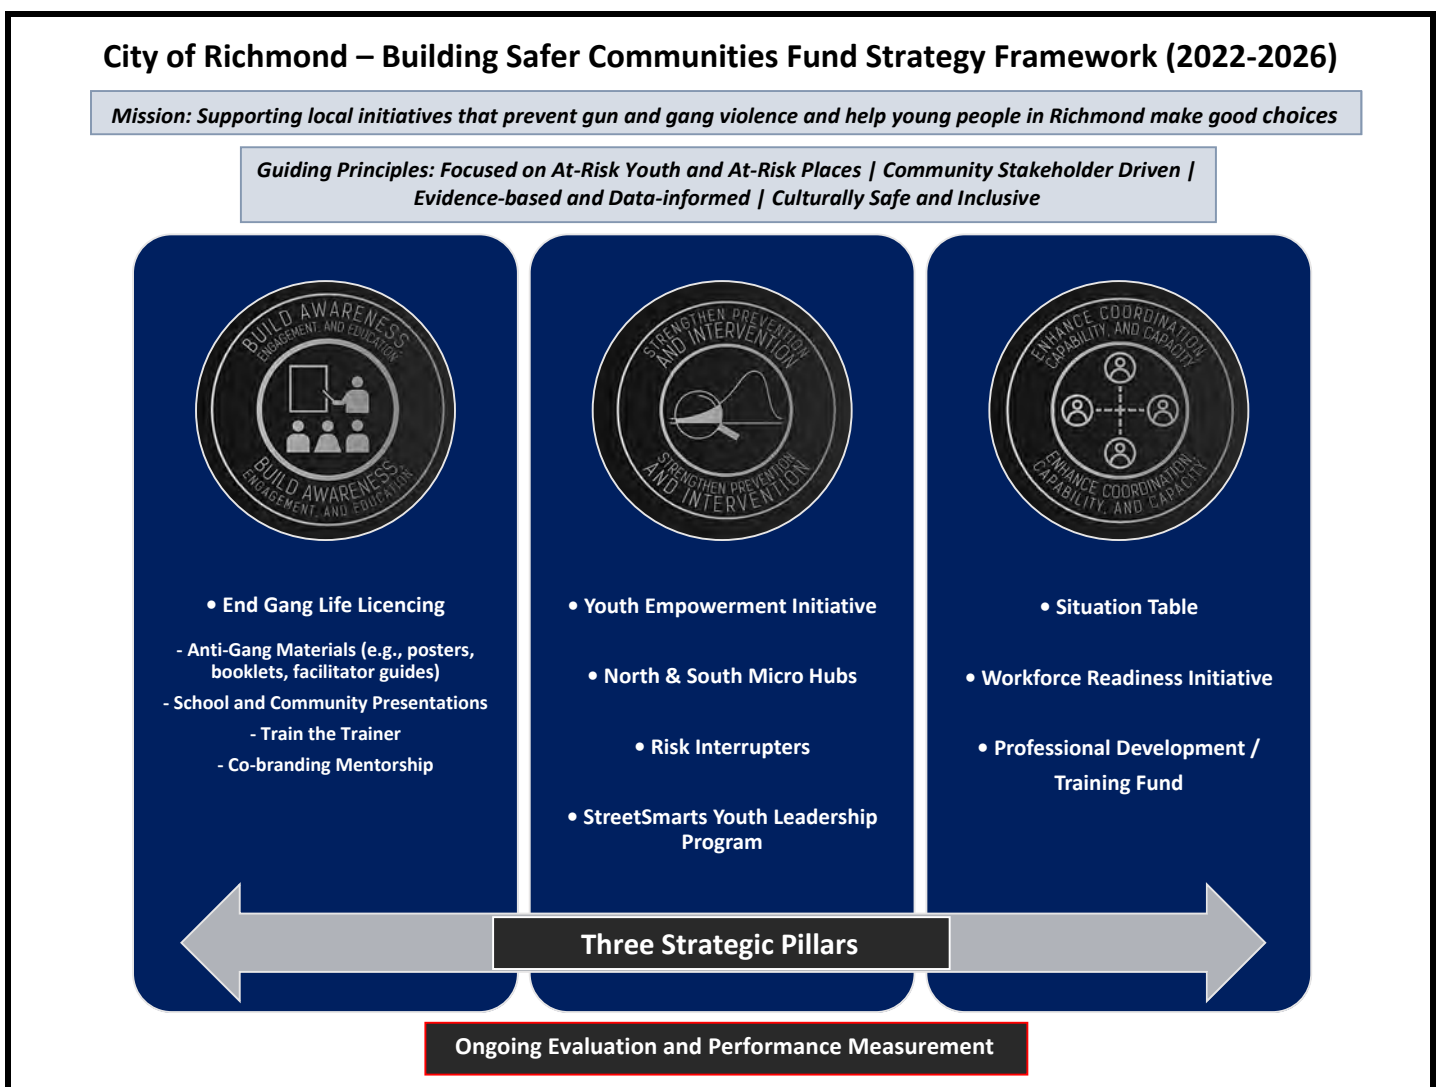 City of Richmond – Building Safer Communities Fund Strategy Framework (2022-2026)
Mission: Supporting local initiatives that prevent gun and gang violence and help young people in Richmond make good choices
Guiding Principles: Focused on At-Risk Youth and At-Risk Places | Community Stakeholder Driven |
Evidence-based and Data-informed | Culturally Safe and Inclusive
BUILD AWARENESS
ENGAGEMENT, AND EDUCATION
BUILD AWARENESS
ENGAGEMENT, AND EDUCATION
• End Gang Life Licencing
- Anti-Gang Materials (e.g., posters,
booklets, facilitator guides)
- School and Community Presentations
- Train the Trainer
- Co-branding Mentorship
STRENGTHEN PREVENTION
AND INTERVENTION
STRENGTHEN PREVENTION
AND INTERVENTION
• Youth Empowerment Initiative
• North & South Micro Hubs
• Risk Interrupters
• StreetSmarts Youth Leadership
Program
ENHANCE COORDINATION,
CAPABILITY, AND CAPACITY
ENHANCE COORDINATION,
CAPABILITY, AND CAPACITY
• Situation Table
• Workforce Readiness Initiative
• Professional Development /
Training Fund
Three Strategic Pillars
Ongoing Evaluation and Performance Measurement